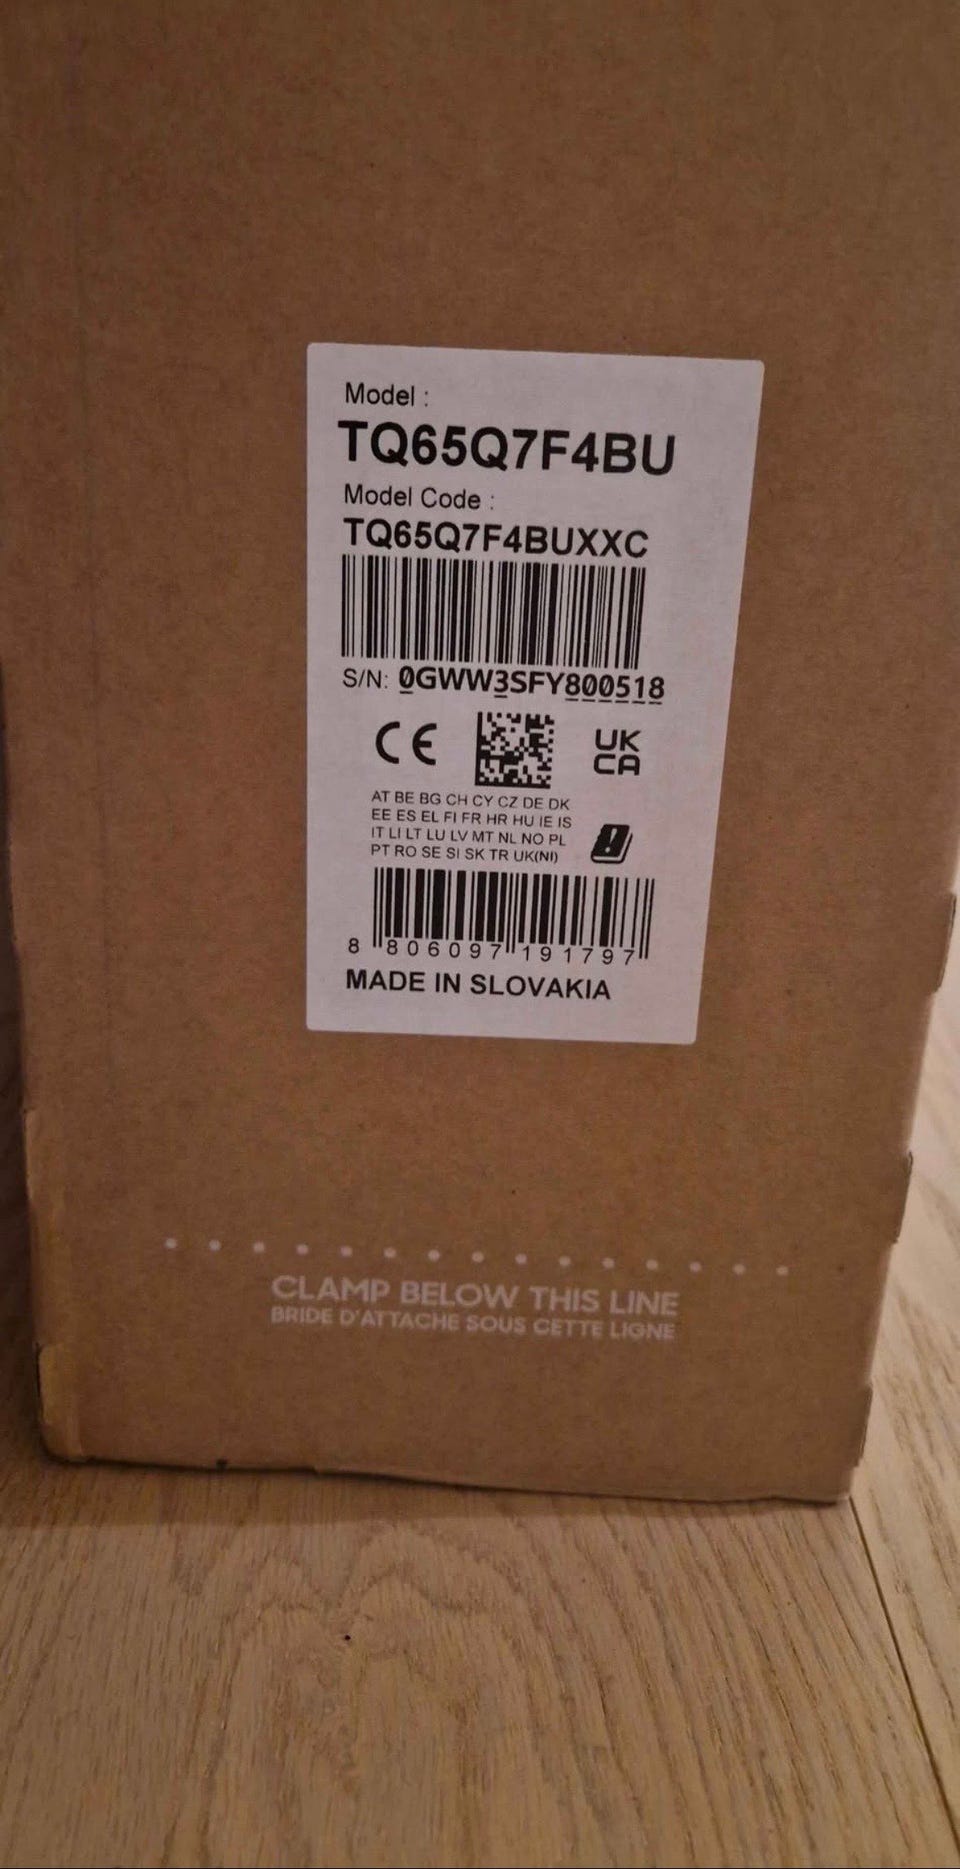 Model :
TQ65Q7F4BU
Model Code :
TQ65Q7F4BUXXC
S/N: 0GWW3SFY800518
CE
UK
CA
AT BE BG CH CY CZ DE DK
EE ES EL FI FR HR HU IE IS
IT LI LT LU LV MT NL NO PL
PT RO SE SI SK TR UK(NI)
8 806097 191797
MADE IN SLOVAKIA
CLAMP BELOW THIS LINE
BRIDE D'ATTACHE SOUS CETTE LIGNE